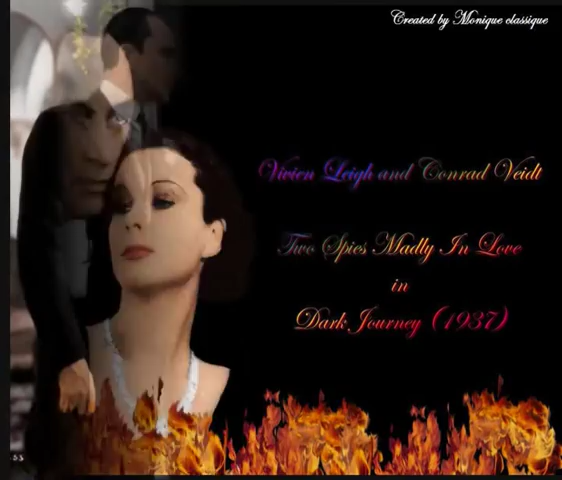 Created by Monique classique
Vivien Leigh and Conrad Veidt
Two Spies Madly In Love
in
Dark Journey (1937)